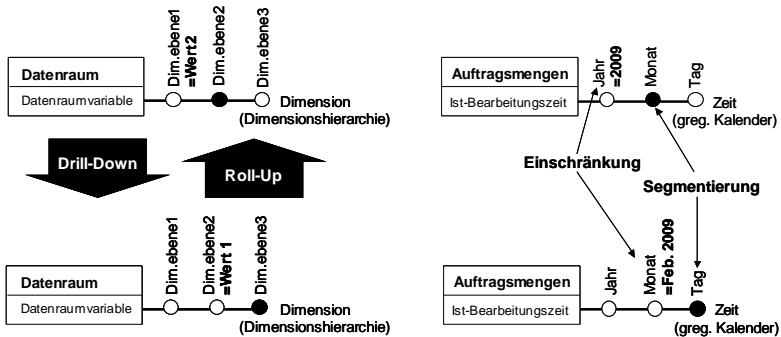 Dim.ebene1
=Wert2
Dim.ebene2
Dim.ebene3
Datenraum
Datenraumvariable
Dimension
(Dimensionshierarchie)
Drill-Down
Roll-Up
Dim.ebene1
Dim.ebene2
=Wert 1
Dim.ebene3
Datenraum
Datenraumvariable
Dimension
(Dimensionshierarchie)
Jahr
=2009
Monat
Tag
Auftragsmengen
Ist-Bearbeitungszeit
Zeit
(greg. Kalender)
Einschränkung
Segmentierung
Jahr
Monat
=Feb. 2009
Tag
Auftragsmengen
Ist-Bearbeitungszeit
Zeit
(greg. Kalender)